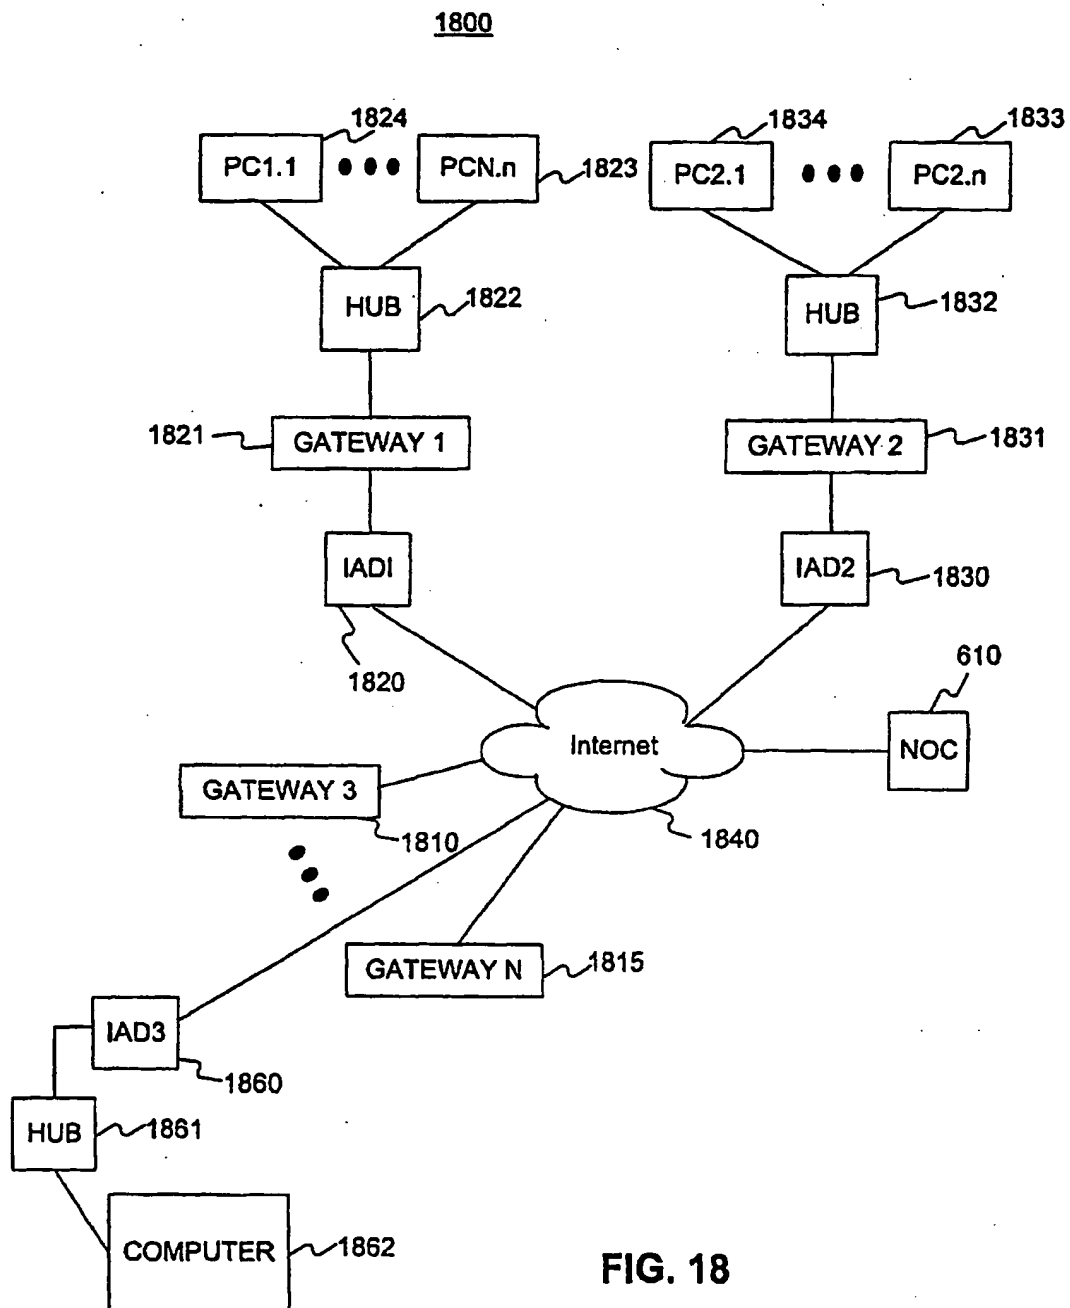 1800
1824
1834
1833
PC1.1
PCN.n
1823
PC2.1
PC2.n
HUB
1822
HUB
1832
1821
GATEWAY 1
GATEWAY 2
1831
IADI
IAD2
1830
1820
610
Internet
NOC
GATEWAY 3
1810
1840
GATEWAY N
1815
IAD3
1860
HUB
1861
COMPUTER
1862
FIG. 18